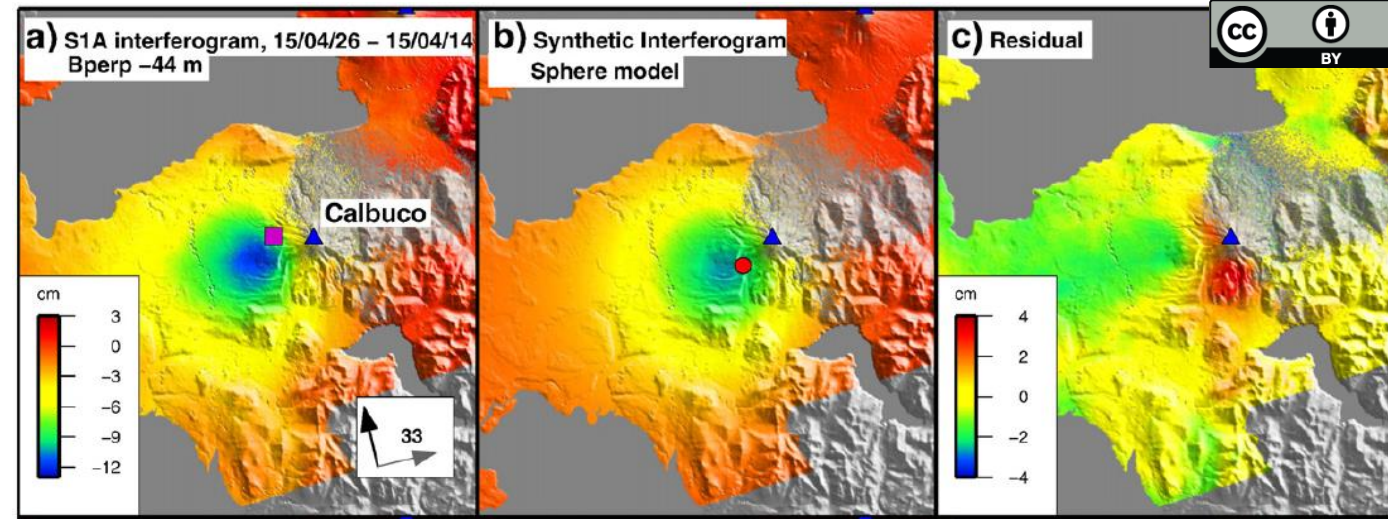 a) S1A interferogram, 15/04/26 – 15/04/14
Bperp –44 m
b) Synthetic Interferogram
Sphere model
c) Residual
CC
BY
Calbuco
cm
3
0
–3
–6
–9
–12
33
cm
4
2
0
–2
–4